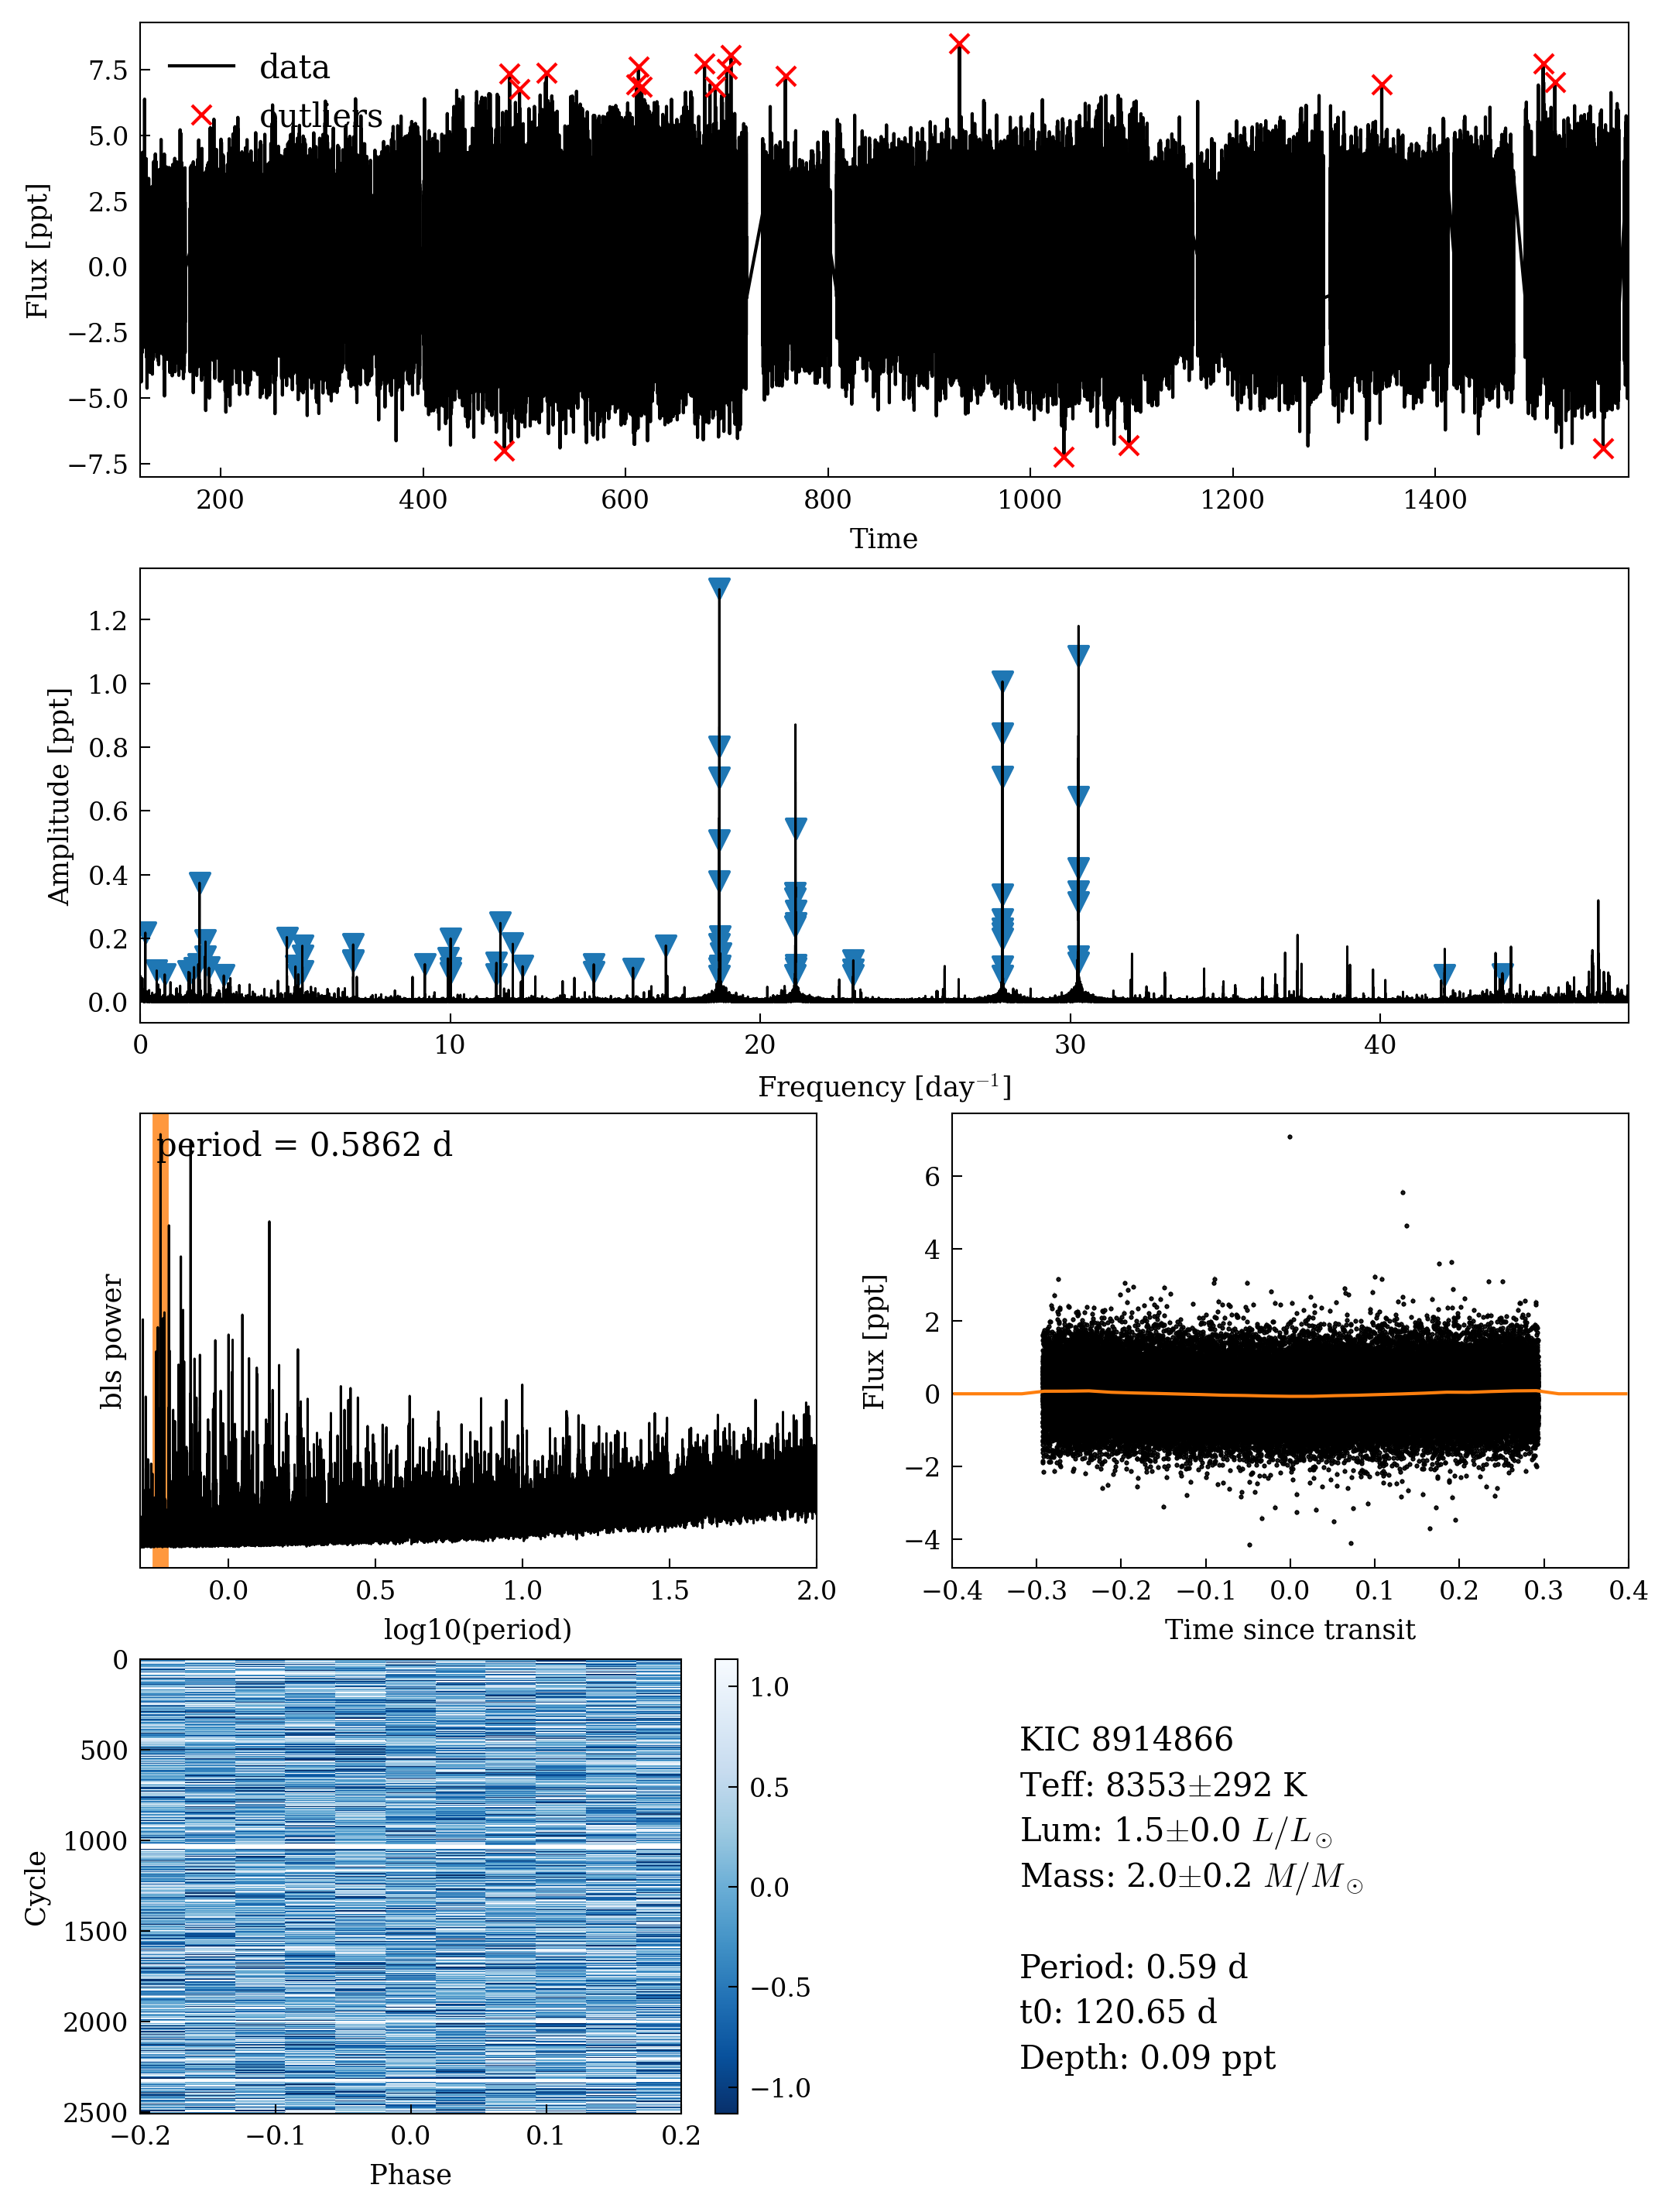 7.5
5.0
2.5
0.0
−2.5
−5.0
−7.5
Flux [ppt]
data
outliers
200 400 600 800 1000 1200 1400
Time
1.2
1.0
0.8
0.6
0.4
0.2
0.0
Amplitude [ppt]
0 10 20 30 40
Frequency [day⁻¹]
period = 0.5862 d
bls power
0.0 0.5 1.0 1.5 2.0
log10(period)
6
4
2
0
−2
−4
Flux [ppt]
−0.4 −0.3 −0.2 −0.1 0.0 0.1 0.2 0.3 0.4
Time since transit
0
500
1000
1500
2000
2500
Cycle
−0.2 −0.1 0.0 0.1 0.2
Phase
1.0
0.5
0.0
−0.5
−1.0
KIC 8914866
Teff: 8353±292 K
Lum: 1.5±0.0 L/L⊙
Mass: 2.0±0.2 M/M⊙
Period: 0.59 d
t0: 120.65 d
Depth: 0.09 ppt